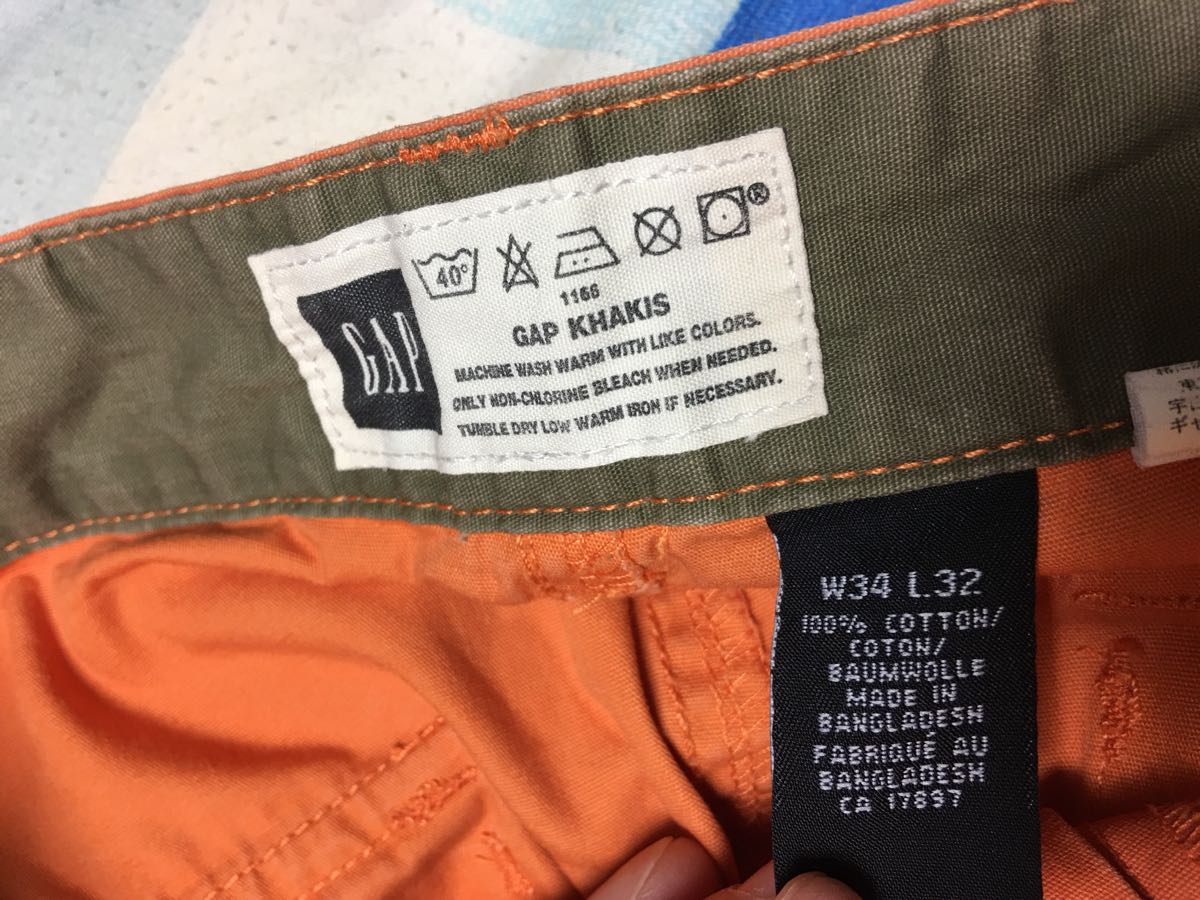 40°
®
1166
GAP
GAP KHAKIS
MACHINE WASH WARM WITH LIKE COLORS.
ONLY NON-CHLORINE BLEACH WHEN NEEDED.
TUMBLE DRY LOW WARM IRON IF NECESSARY.
W34 L32
100% COTTON/
COTON/
BAUMWOLLE
MADE IN
BANGLADESH
FABRIQUÉ AU
BANGLADESH
CA 17897